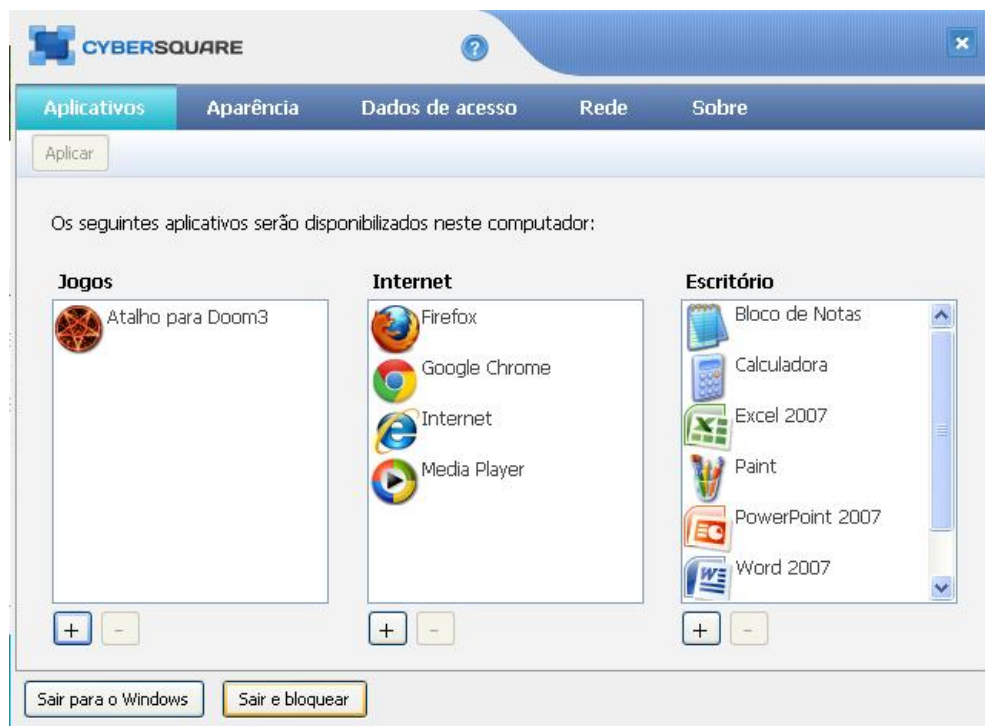 CYBERSQUARE
?
Aplicativos Aparência Dados de acesso Rede Sobre
Aplicar
Os seguintes aplicativos serão disponibilizados neste computador:
Jogos
Atalho para Doom3
Internet
Firefox
Google Chrome
Internet
Media Player
Escritório
Bloco de Notas
Calculadora
Excel 2007
Paint
PowerPoint 2007
Word 2007
+ - + - + -
Sair para o Windows Sair e bloquear